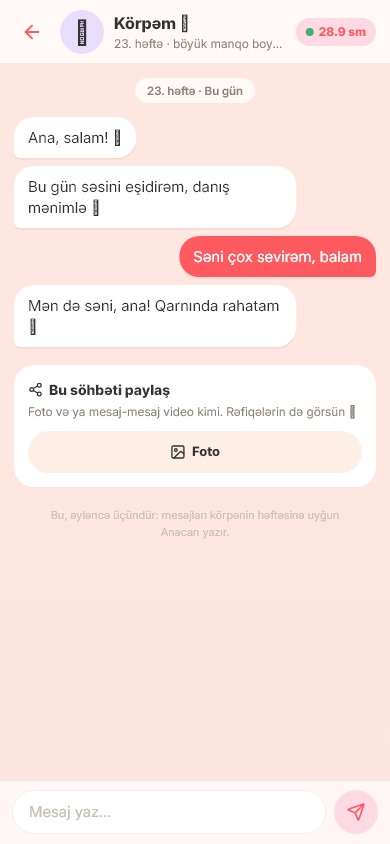 Körpəm
23. həftə · böyük manqo boy...
28.9 sm
23. həftə · Bu gün
Ana, salam!
Bu gün səsini eşidirəm, danış
mənimlə
Səni çox sevirəm, balam
Mən də səni, ana! Qarnında rahatam
Bu söhbəti paylaş
Foto və ya mesaj-mesaj video kimi. Rəfiqələrin də görsün
Foto
Bu, əyləncə üçündür: mesajları körpənin həftəsinə uyğun
Anacan yazır.
Mesaj yaz...